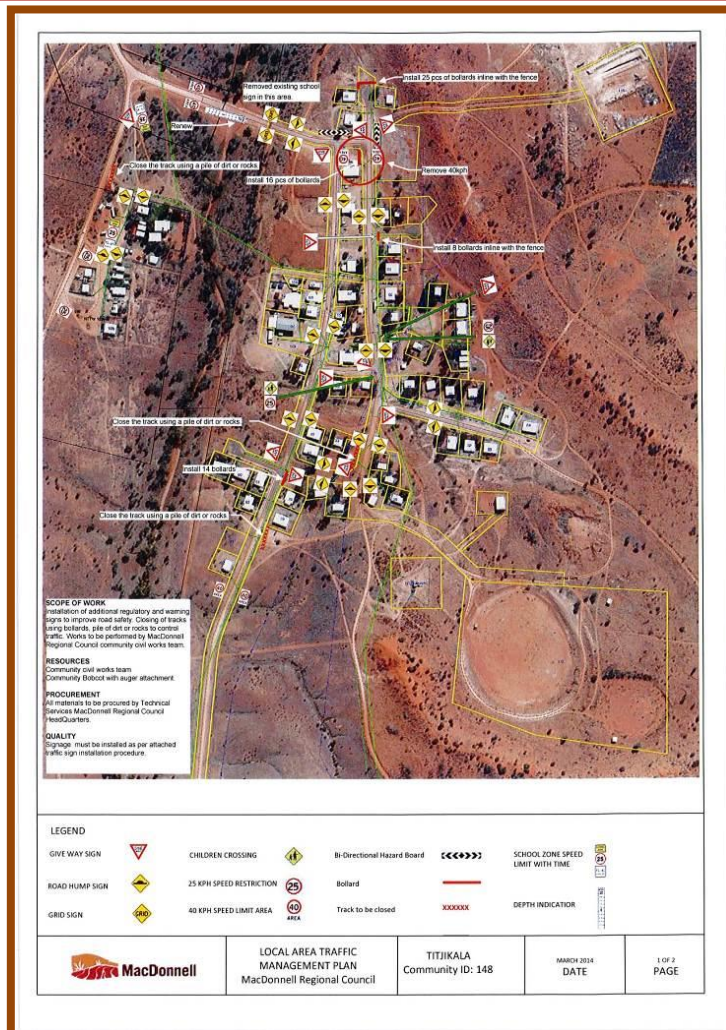 Removed existing school
sign in this area.
Install 25 pcs of bollards inline with the fence
Renew
Close the track using a pile of dirt or rocks
Install 16 pcs of bollards
Remove 40kph
Install 8 bollards inline with the fence
25
Close the track using a pile of dirt or rocks.
Install 14 bollards
Close the track using a pile of dirt or rocks.
SCOPE OF WORK
Installation of additional regulatory and warning
signs to improve road safety. Closing of tracks
using bollards, pile of dirt or rocks to control
traffic. Works to be performed by MacDonnell
Regional Council community civil works team.
RESOURCES
Community civil works team
Community Bobcat with auger attachment
PROCUREMENT
All materials to be procured by Technical
Services MacDonnell Regional Council
HeadQuarters.
QUALITY
Signage must be installed as per attached
traffic sign installation procedure.
LEGEND
GIVE WAY SIGN
CHILDREN CROSSING
Bi-Directional Hazard Board
SCHOOL ZONE SPEED
LIMIT WITH TIME
25
ROAD HUMP SIGN
25 KPH SPEED RESTRICTION
25
Bollard
GRID SIGN
GRID
40 KPH SPEED LIMIT AREA
40
AREA
Track to be closed
XXXXXX
DEPTH INDICATIOR
MacDonnell
LOCAL AREA TRAFFIC
MANAGEMENT PLAN
MacDonnell Regional Council
TITJIKALA
Community ID: 148
MARCH 2014
DATE
1 OF 2
PAGE